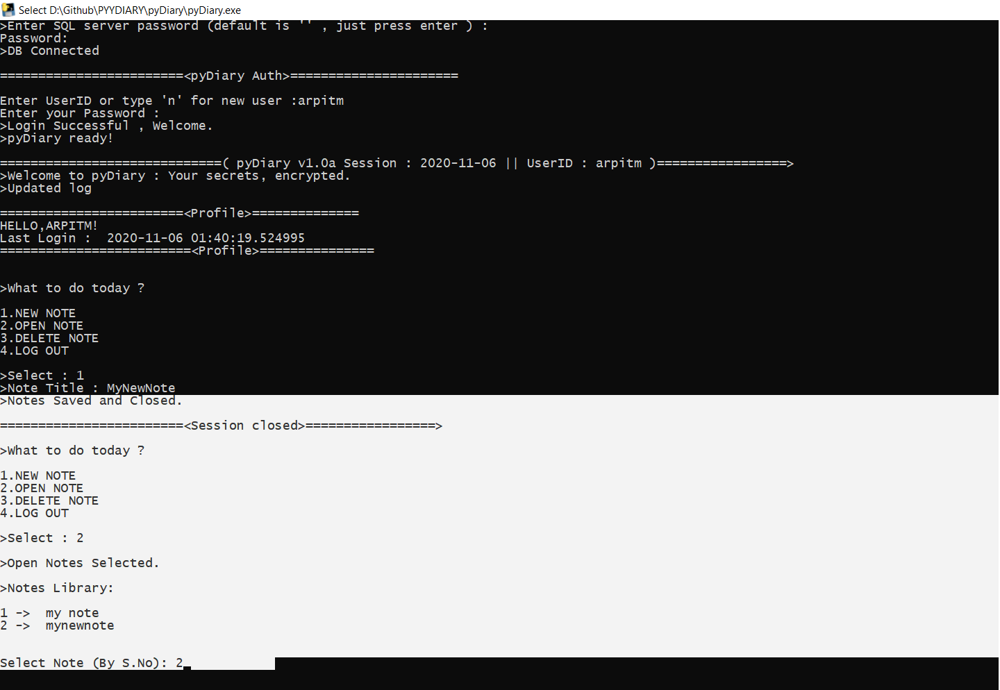 Select D:\Github\PYYDIARY\pyDiary\pyDiary.exe
>Enter SQL server password (default is '' , just press enter ) :
Password:
>DB Connected
========================<pyDiary Auth>======================
Enter UserID or type 'n' for new user :arpitm
Enter your Password :
>Login Successful , Welcome.
>pyDiary ready!
=============================( pyDiary v1.0a Session : 2020-11-06 || UserID : arpitm )=================>
>Welcome to pyDiary : Your secrets, encrypted.
>Updated log
========================<Profile>==============
HELLO,ARPITM!
Last Login :  2020-11-06 01:40:19.524995
=========================<Profile>===============
>What to do today ?
1.NEW NOTE
2.OPEN NOTE
3.DELETE NOTE
4.LOG OUT
>Select : 1
>Note Title : MyNewNote
>Notes Saved and Closed.
========================<Session closed>=================>
>What to do today ?
1.NEW NOTE
2.OPEN NOTE
3.DELETE NOTE
4.LOG OUT
>Select : 2
>Open Notes Selected.
>Notes Library:
1 ->  my note
2 ->  mynewnote
Select Note (By S.No): 2